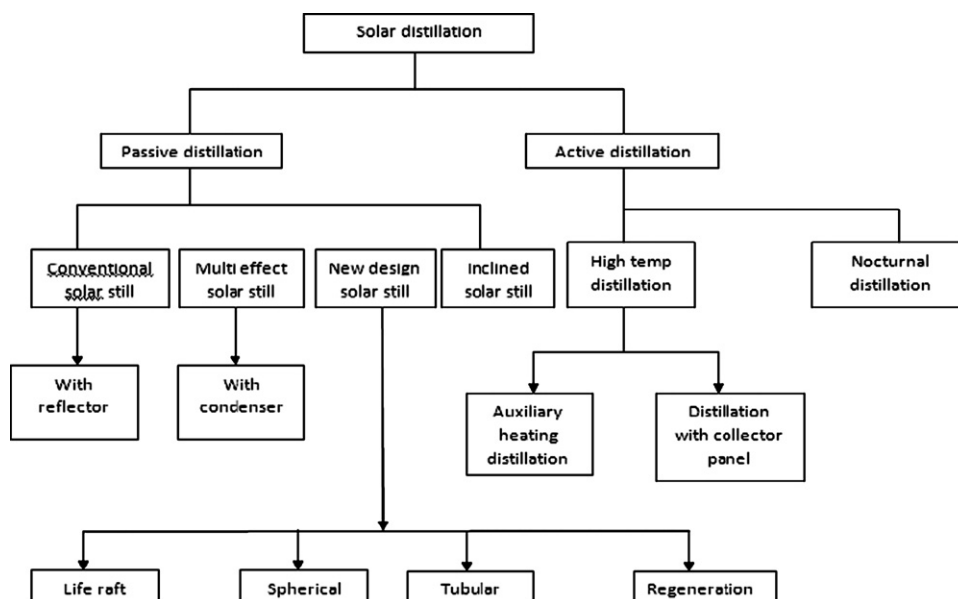 Solar distillation
Passive distillation
Active distillation
Conventional
solar still
Multi effect
solar still
New design
solar still
Inclined
solar still
High temp
distillation
Nocturnal
distillation
With
reflector
With
condenser
Auxiliary
heating
distillation
Distillation
with collector
panel
Life raft
Spherical
Tubular
Regeneration